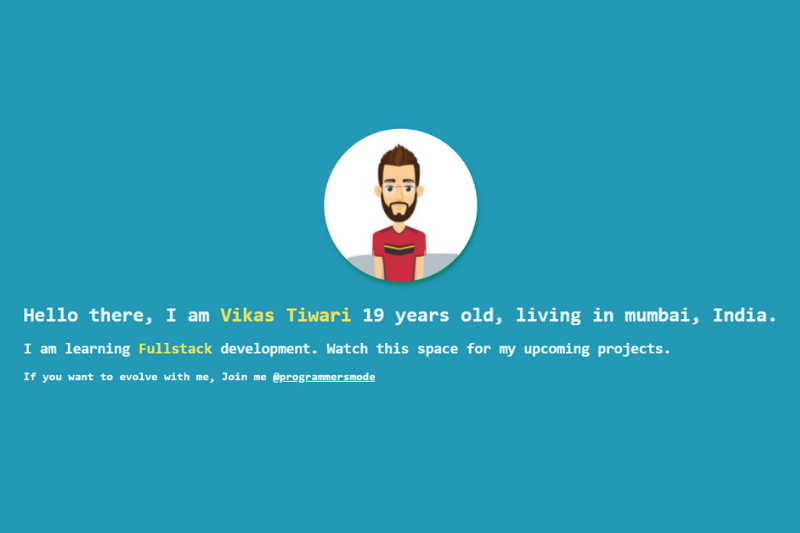 Hello there, I am Vikas Tiwari 19 years old, living in mumbai, India.
I am learning Fullstack development. Watch this space for my upcoming projects.
If you want to evolve with me, Join me @programmersmode